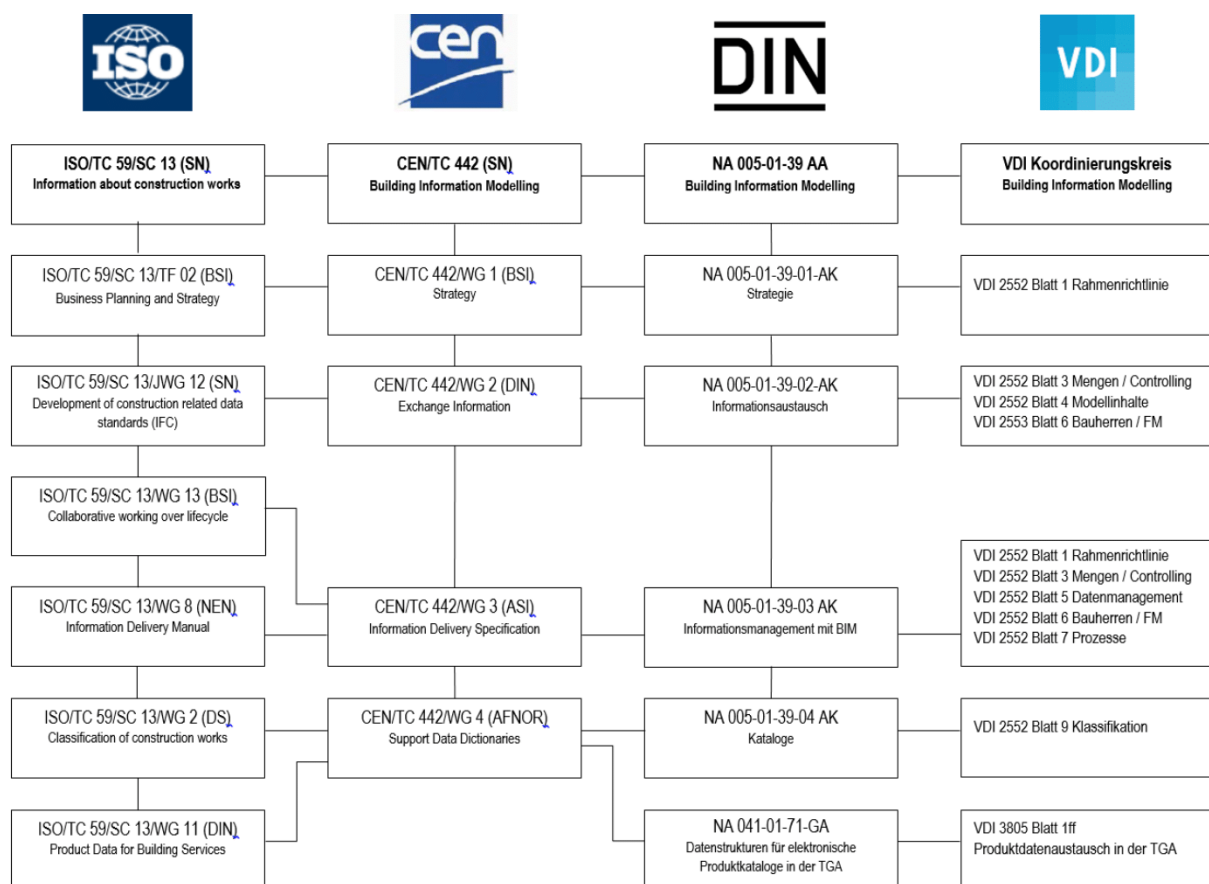 ISO
cen
DIN
VDI
ISO/TC 59/SC 13 (SN)
Information about construction works
CEN/TC 442 (SN)
Building Information Modelling
NA 005-01-39 AA
Building Information Modelling
VDI Koordinierungskreis
Building Information Modelling
ISO/TC 59/SC 13/TF 02 (BSI)
Business Planning and Strategy
CEN/TC 442/WG 1 (BSI)
Strategy
NA 005-01-39-01-AK
Strategie
VDI 2552 Blatt 1 Rahmenrichtlinie
ISO/TC 59/SC 13/JWG 12 (SN)
Development of construction related data
standards (IFC)
CEN/TC 442/WG 2 (DIN)
Exchange Information
NA 005-01-39-02-AK
Informationsaustausch
VDI 2552 Blatt 3 Mengen / Controlling
VDI 2552 Blatt 4 Modellinhalte
VDI 2553 Blatt 6 Bauherren / FM
ISO/TC 59/SC 13/WG 13 (BSI)
Collaborative working over lifecycle
ISO/TC 59/SC 13/WG 8 (NEN)
Information Delivery Manual
CEN/TC 442/WG 3 (ASI)
Information Delivery Specification
NA 005-01-39-03 AK
Informationsmanagement mit BIM
VDI 2552 Blatt 1 Rahmenrichtlinie
VDI 2552 Blatt 3 Mengen / Controlling
VDI 2552 Blatt 5 Datenmanagement
VDI 2552 Blatt 6 Bauherren / FM
VDI 2552 Blatt 7 Prozesse
ISO/TC 59/SC 13/WG 2 (DS)
Classification of construction works
CEN/TC 442/WG 4 (AFNOR)
Support Data Dictionaries
NA 005-01-39-04 AK
Kataloge
VDI 2552 Blatt 9 Klassifikation
ISO/TC 59/SC 13/WG 11 (DIN)
Product Data for Building Services
NA 041-01-71-GA
Datenstrukturen für elektronische
Produktkataloge in der TGA
VDI 3805 Blatt 1ff
Produktdatenaustausch in der TGA